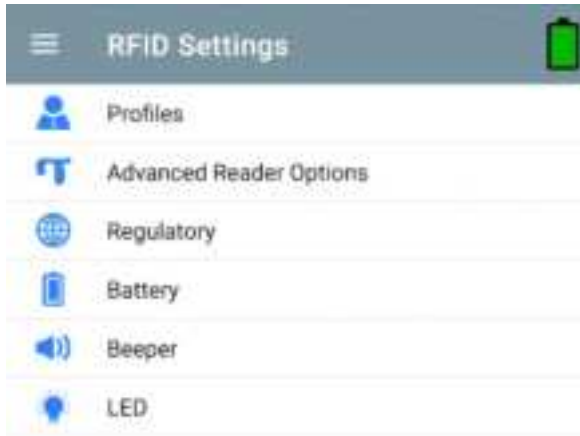 RFID Settings
Profiles
Advanced Reader Options
Regulatory
Battery
Beeper
LED